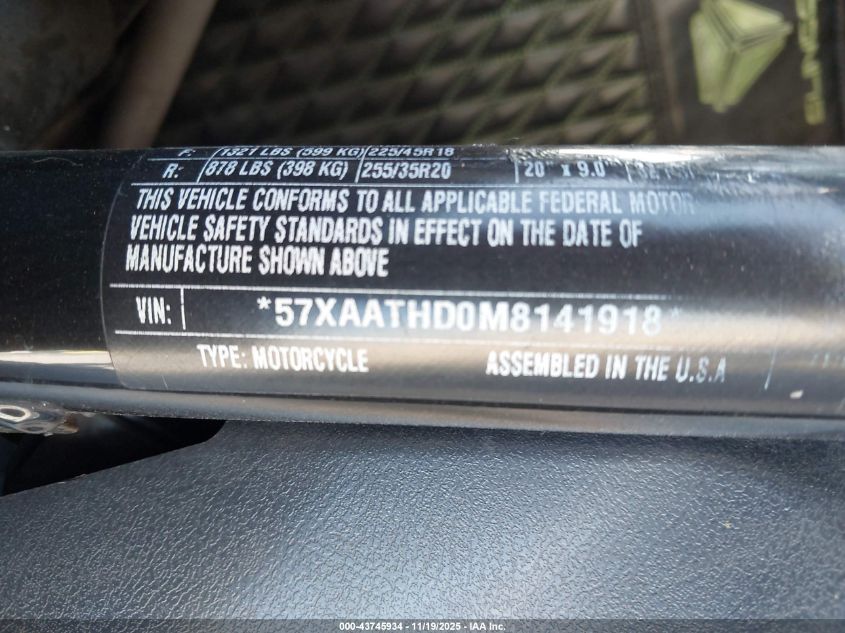 SLINGS
F: 1327 LBS (599 KG) 225/45R18
R: 878 LBS (398 KG) 255/35R20 20" x 9.0
THIS VEHICLE CONFORMS TO ALL APPLICABLE FEDERAL MOTOR
VEHICLE SAFETY STANDARDS IN EFFECT ON THE DATE OF
MANUFACTURE SHOWN ABOVE
VIN: *57XAATHD0M8141918*
TYPE: MOTORCYCLE ASSEMBLED IN THE U.S.A
000-43745934 - 11/19/2025 - IAA Inc.